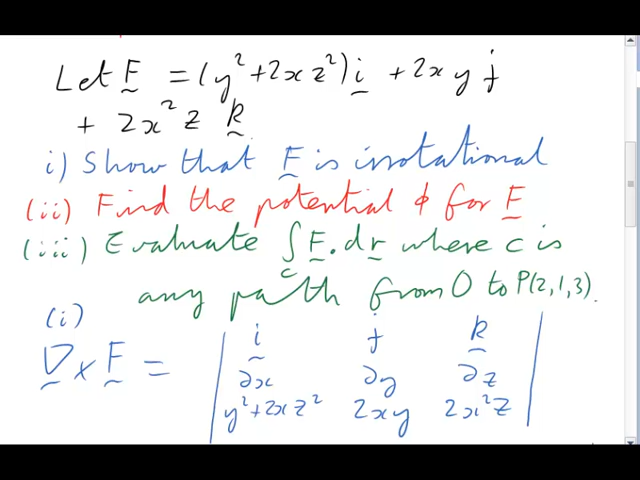 Let F = (y² + 2xz²) i + 2xy j
+ 2x²z k
i) Show that F is irrotational
(ii) Find the potential ϕ for F
(iii) Evaluate ∫_C F . dr where c is
any path from O to P(2,1,3).
(i)
∇ × F = | i j k |
∂x ∂y ∂z
y²+2xz² 2xy 2x²z